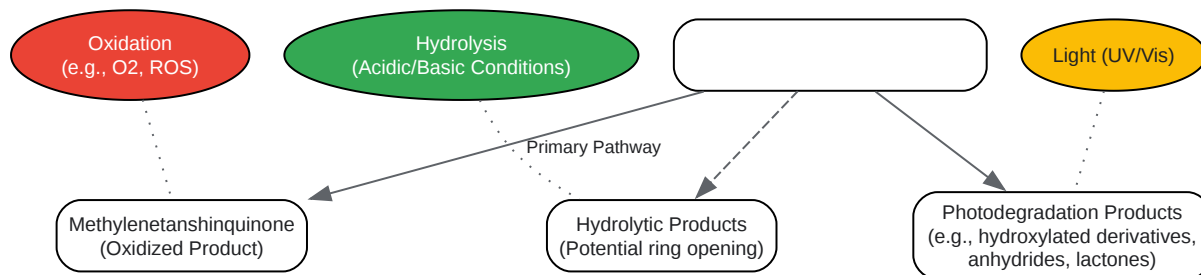 Oxidation
(e.g., O2, ROS)
Hydrolysis
(Acidic/Basic Conditions)
Light (UV/Vis)
Primary Pathway
Methylenetanshinquinone
(Oxidized Product)
Hydrolytic Products
(Potential ring opening)
Photodegradation Products
(e.g., hydroxylated derivatives,
anhydrides, lactones)